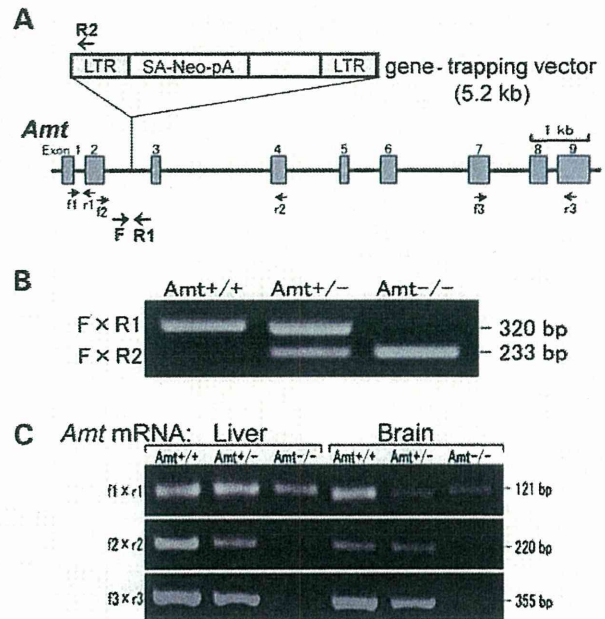 A
R2
LTR SA-Neo-pA LTR
gene-trapping vector
(5.2 kb)
Amt
1 kb
Exon 1 2 3 4 5 6 7 8 9
f1 r1 f2 r2 f3 r3
F R1
B
Amt+/+ Amt+/- Amt-/-
F×R1 320 bp
F×R2 233 bp
C
Amt mRNA: Liver Brain
Amt+/+ Amt+/- Amt-/- Amt+/+ Amt+/- Amt-/-
f1×r1 121 bp
f2×r2 220 bp
f3×r3 355 bp